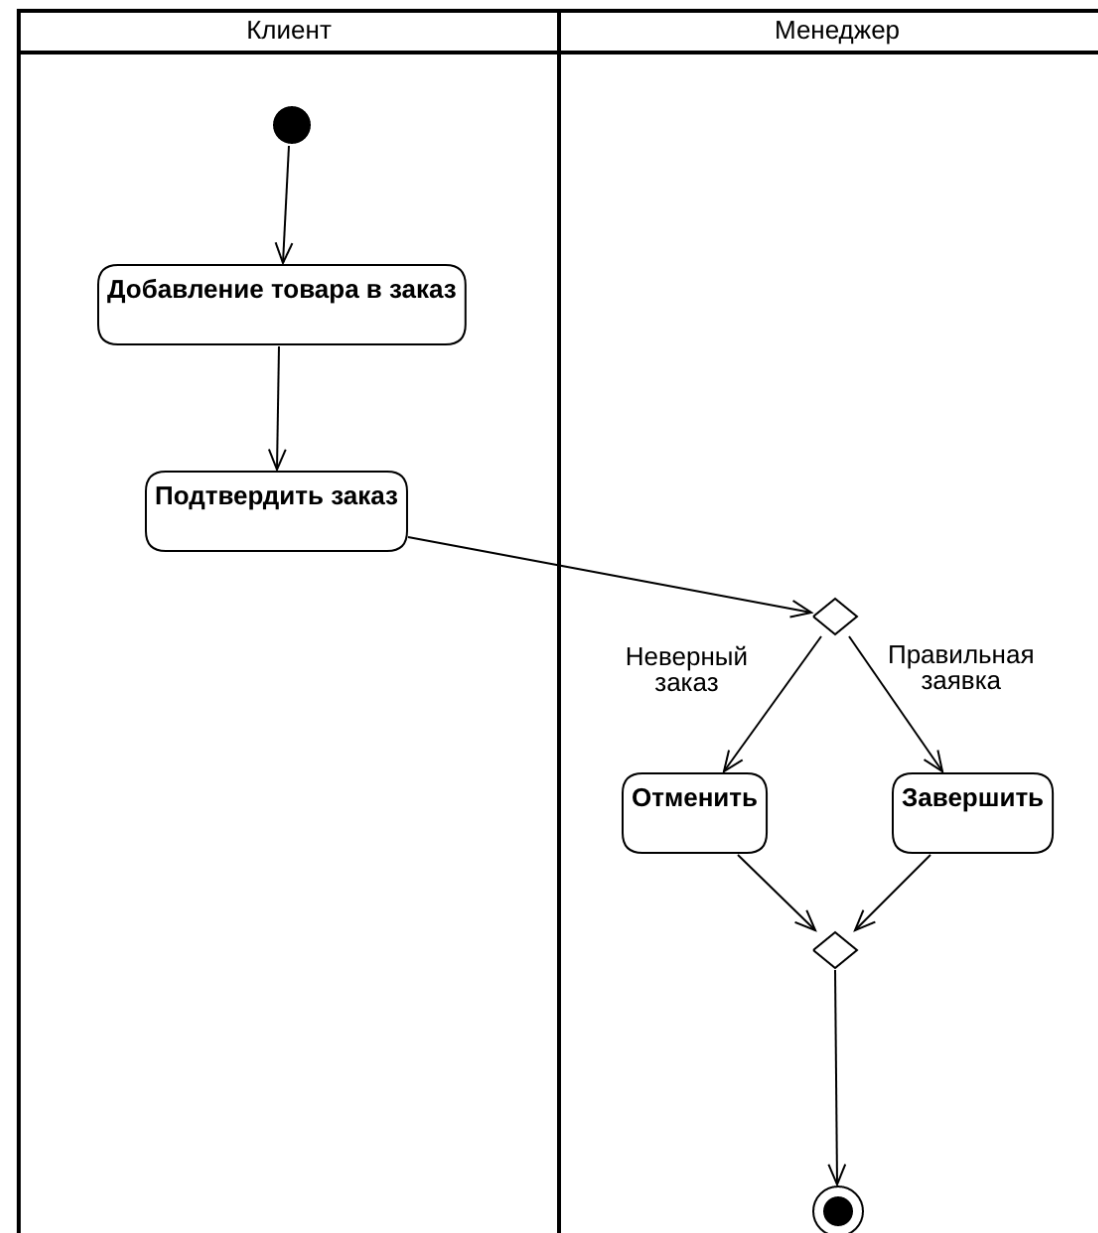 Клиент
Менеджер
Добавление товара в заказ
Подтвердить заказ
Неверный
заказ
Правильная
заявка
Отменить
Завершить